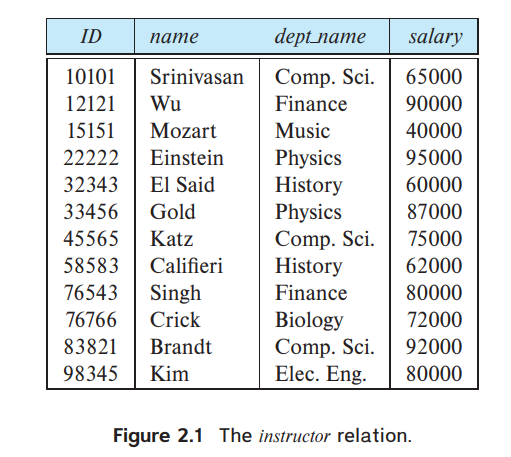 ID name dept_name salary
10101 Srinivasan Comp. Sci. 65000
12121 Wu Finance 90000
15151 Mozart Music 40000
22222 Einstein Physics 95000
32343 El Said History 60000
33456 Gold Physics 87000
45565 Katz Comp. Sci. 75000
58583 Califieri History 62000
76543 Singh Finance 80000
76766 Crick Biology 72000
83821 Brandt Comp. Sci. 92000
98345 Kim Elec. Eng. 80000
Figure 2.1 The instructor relation.